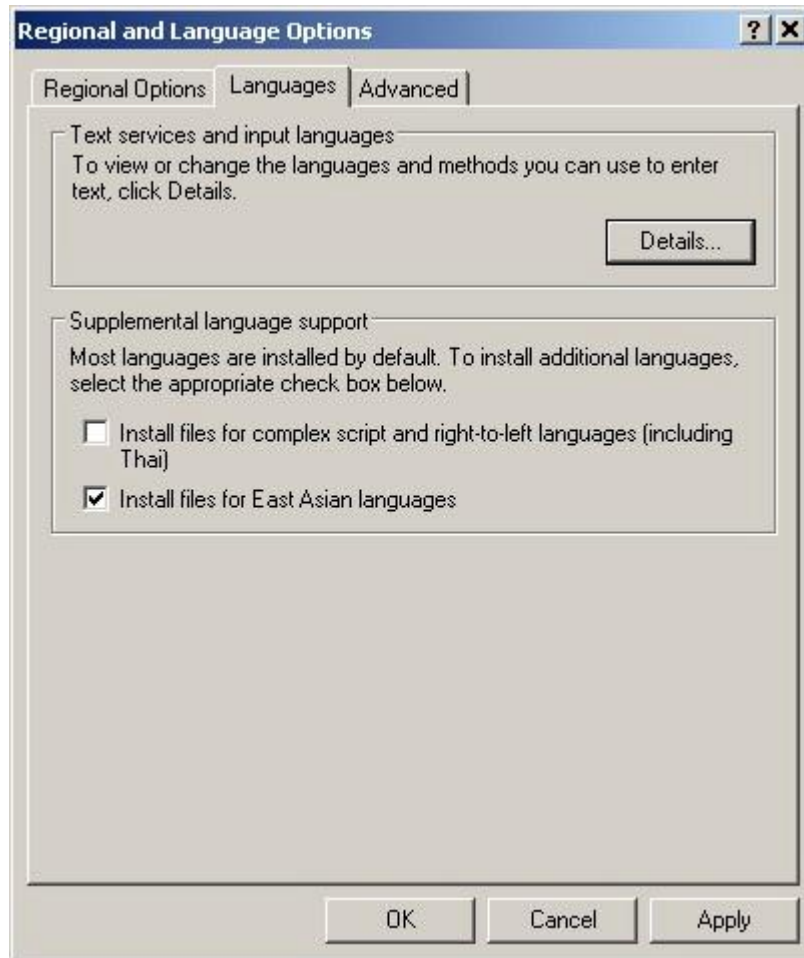 Regional and Language Options
Regional Options Languages Advanced
Text services and input languages
To view or change the languages and methods you can use to enter
text, click Details.
Details...
Supplemental language support
Most languages are installed by default. To install additional languages,
select the appropriate check box below.
Install files for complex script and right-to-left languages (including
Thai)
Install files for East Asian languages
OK Cancel Apply